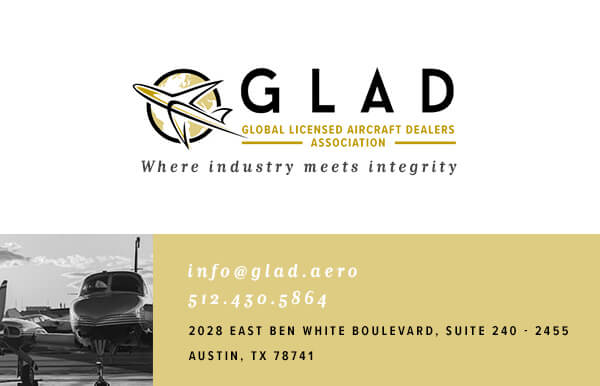 GLAD
GLOBAL LICENSED AIRCRAFT DEALERS
ASSOCIATION
Where industry meets integrity
info@glad.aero
512.430.5864
2028 EAST BEN WHITE BOULEVARD, SUITE 240 - 2455
AUSTIN, TX 78741